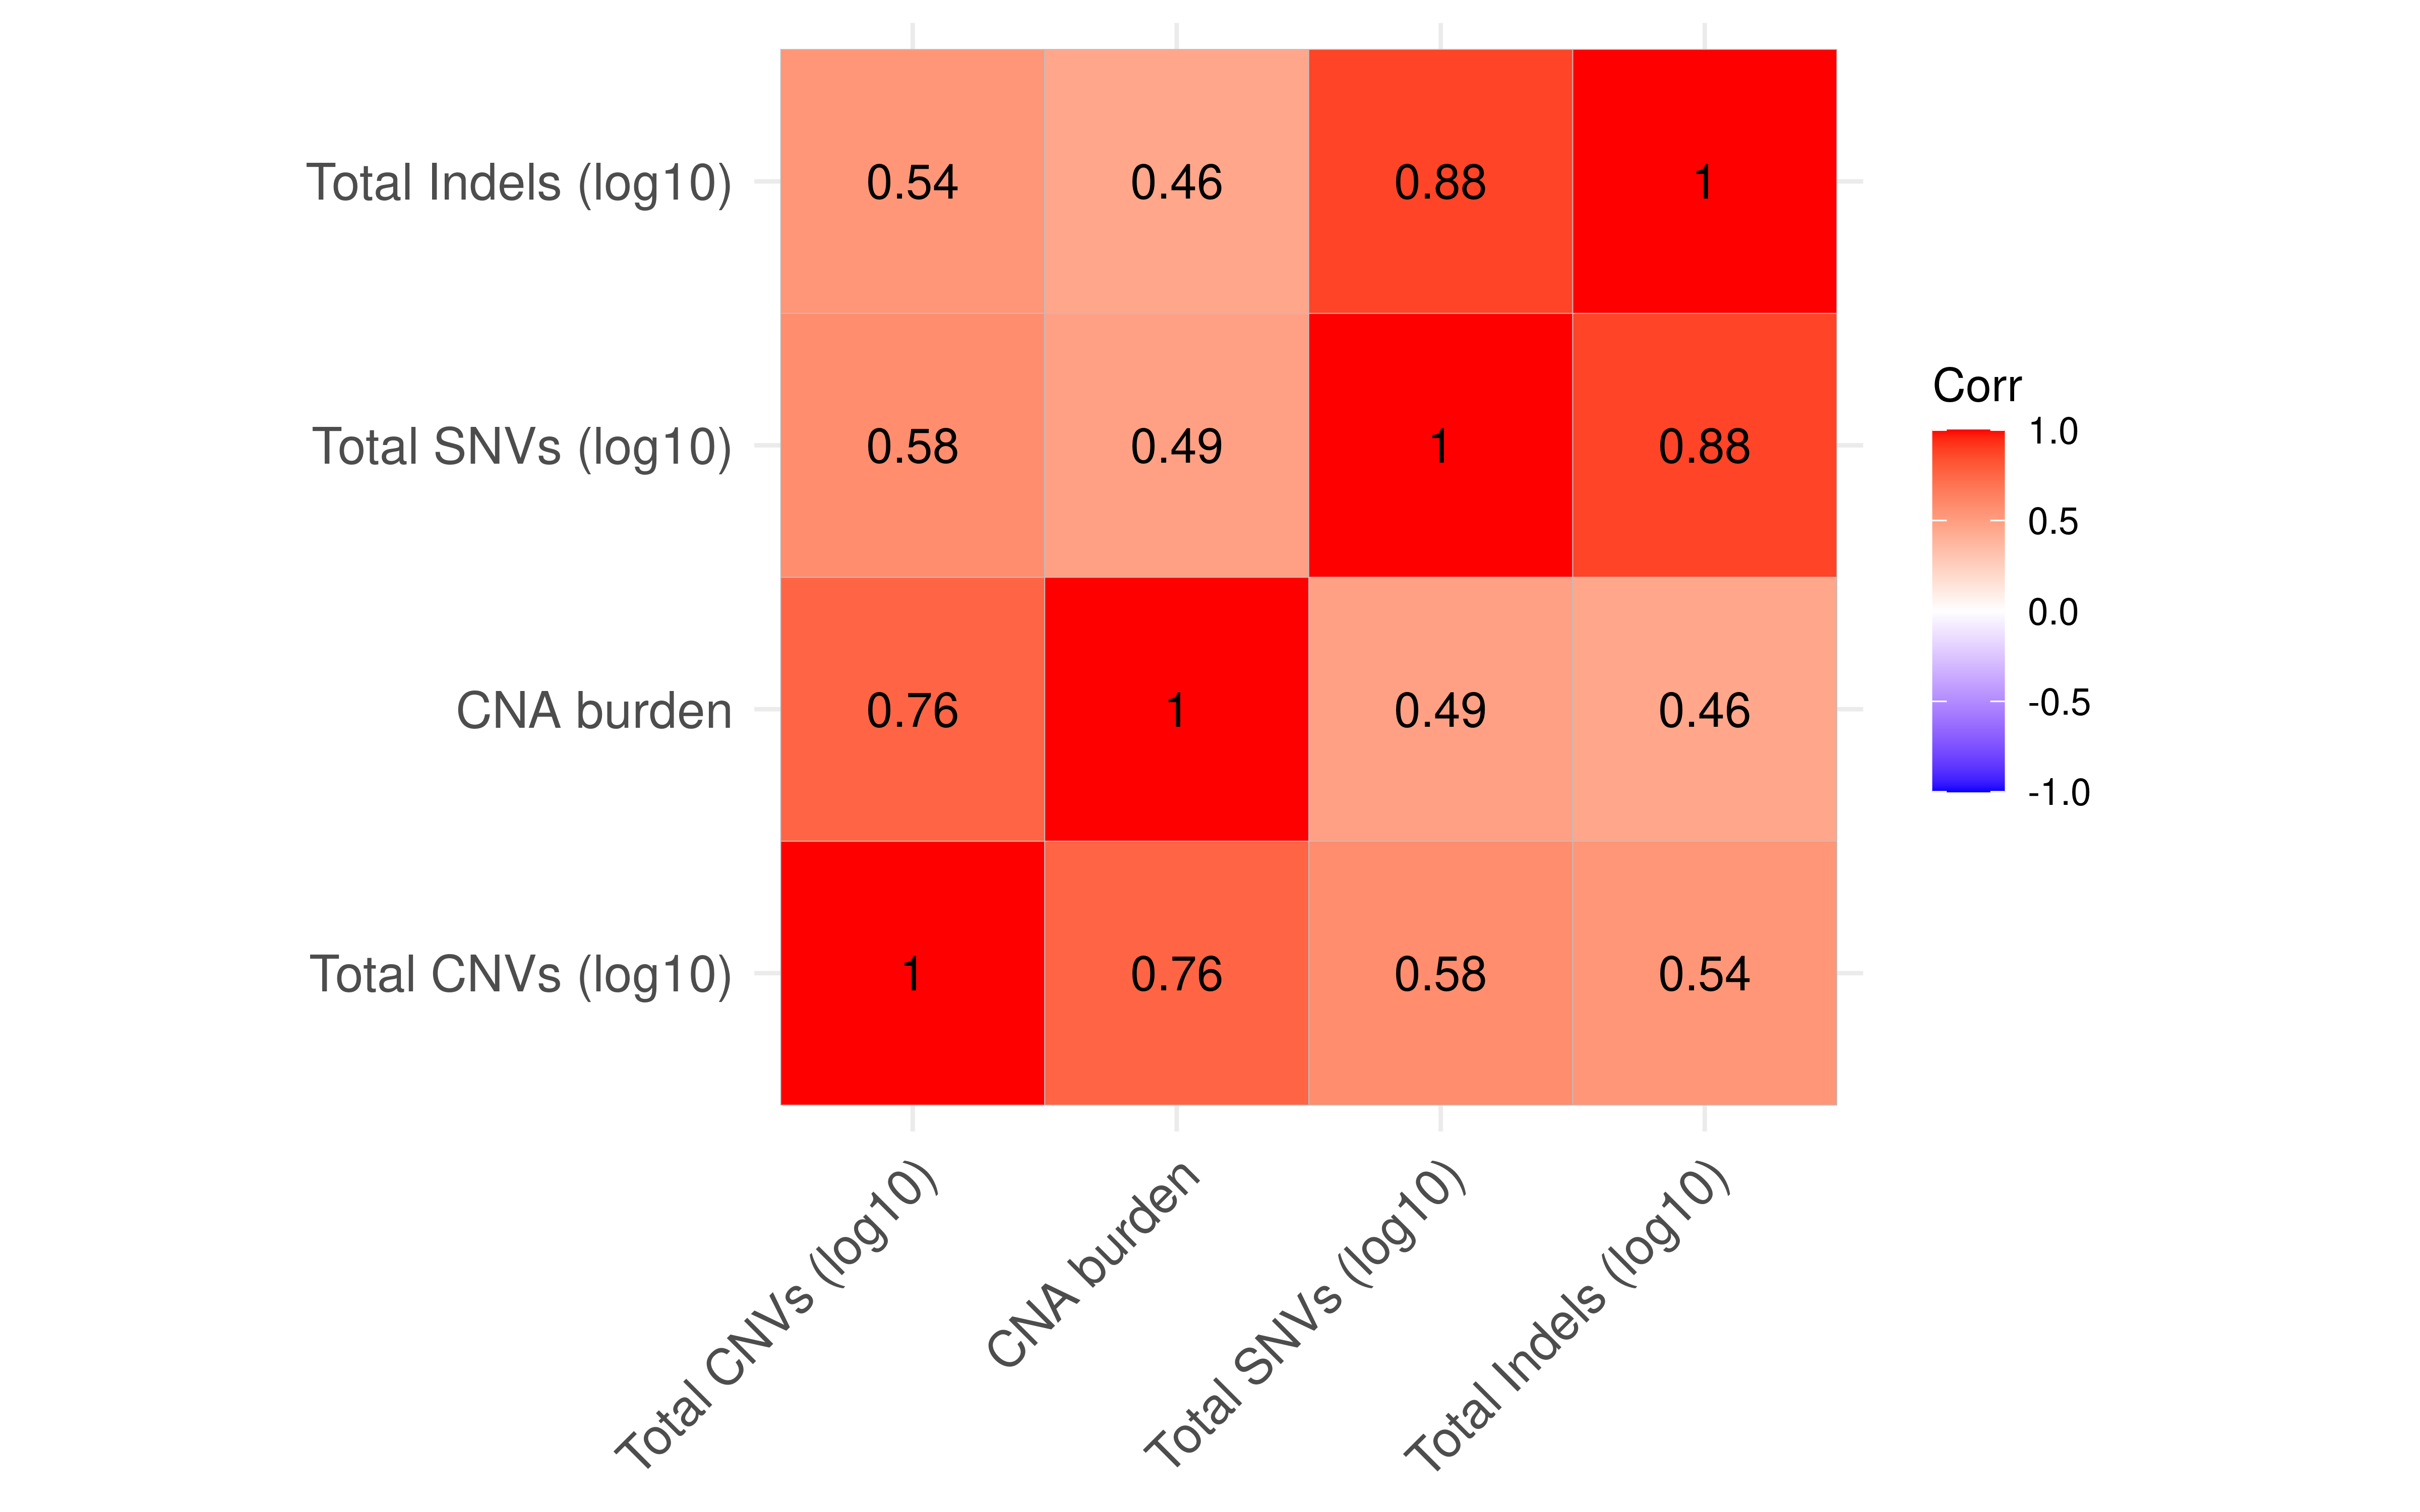 Total Indels (log10) 0.54 0.46 0.88 1
Total SNVs (log10) 0.58 0.49 1 0.88
CNA burden 0.76 1 0.49 0.46
Total CNVs (log10) 1 0.76 0.58 0.54
Total CNVs (log10)
CNA burden
Total SNVs (log10)
Total Indels (log10)
Corr
1.0
0.5
0.0
-0.5
-1.0